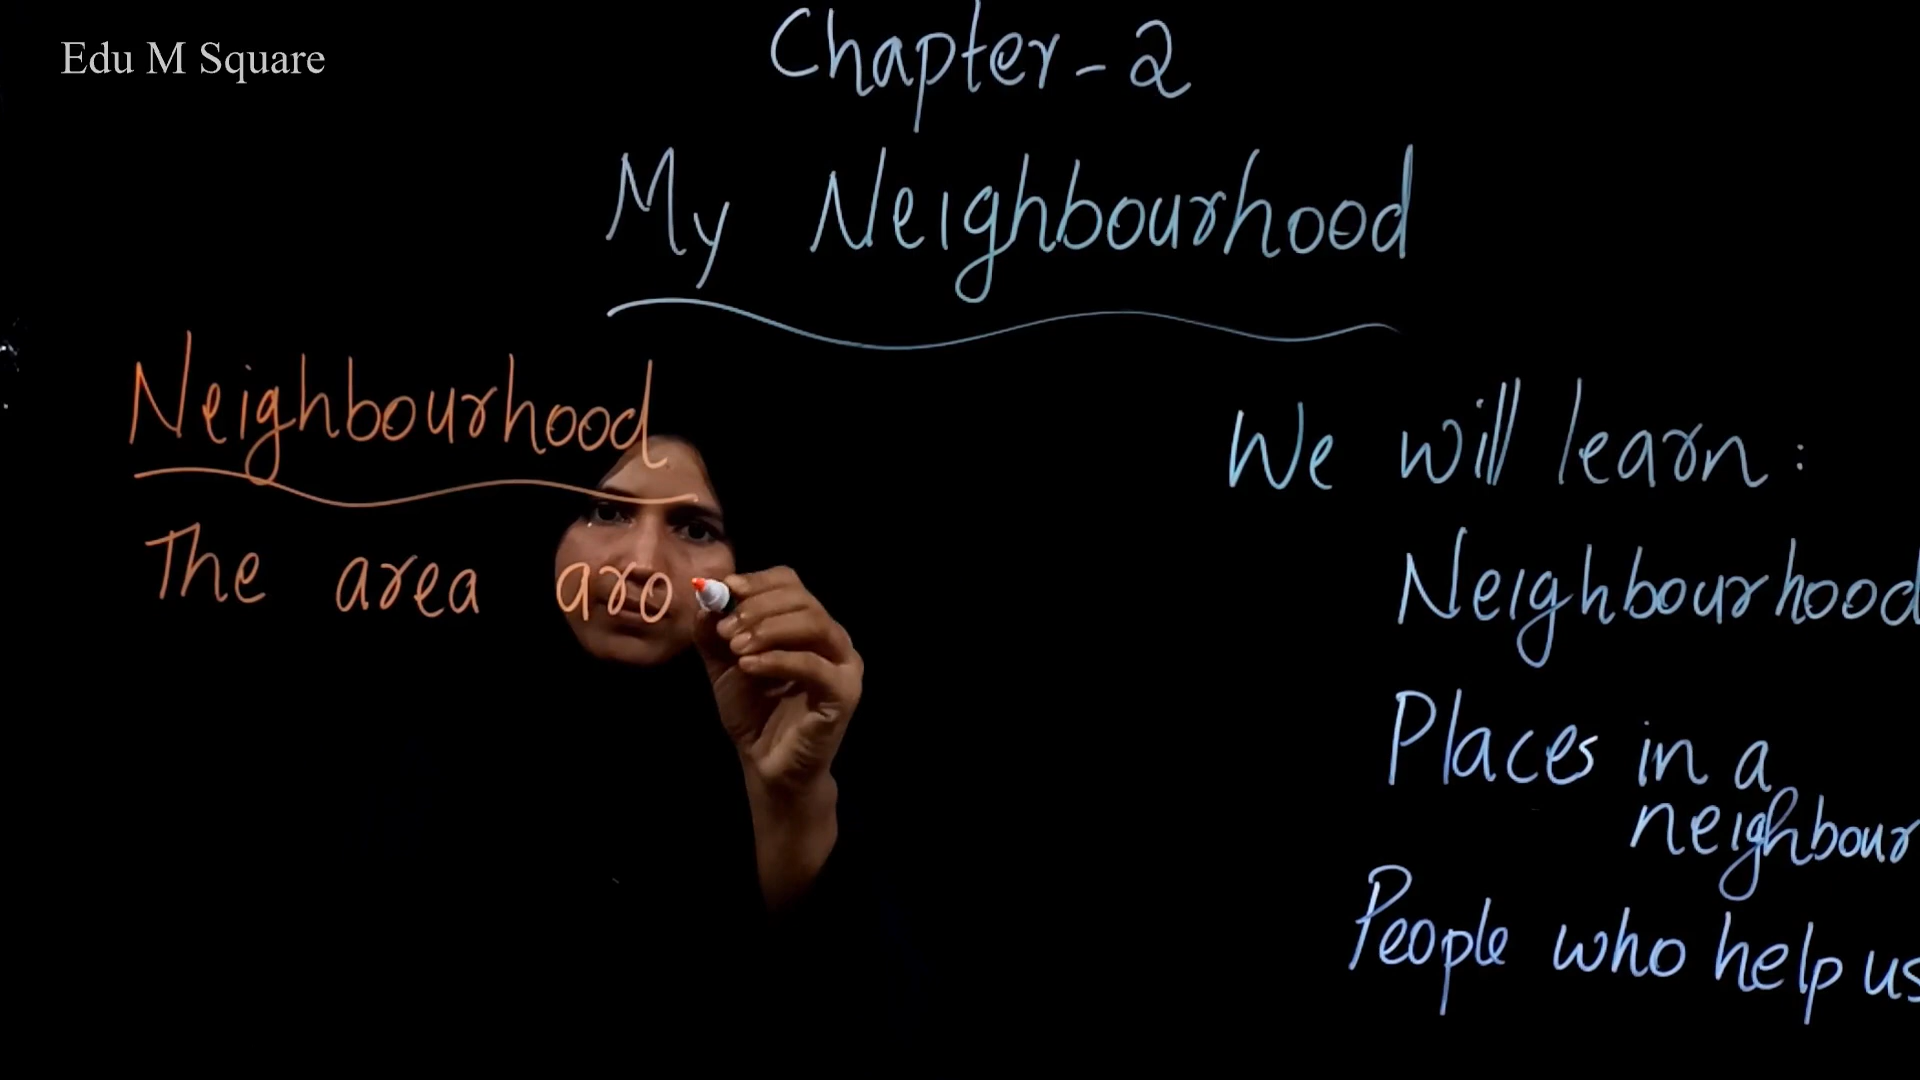 Edu M Square
Chapter-2
My Neighbourhood
Neighbourhood
The area aro
We will learn:
Neighbourhood
Places in a
neighbour
People who help us